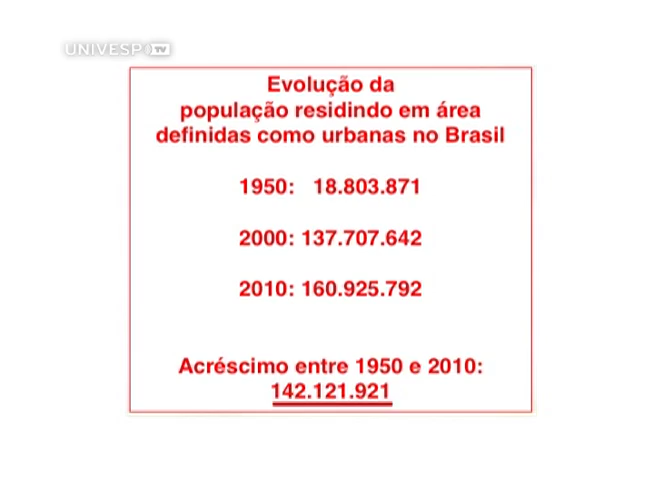 UNIVESP TV
Evolução da
população residindo em área
definidas como urbanas no Brasil
1950: 18.803.871
2000: 137.707.642
2010: 160.925.792
Acréscimo entre 1950 e 2010:
142.121.921